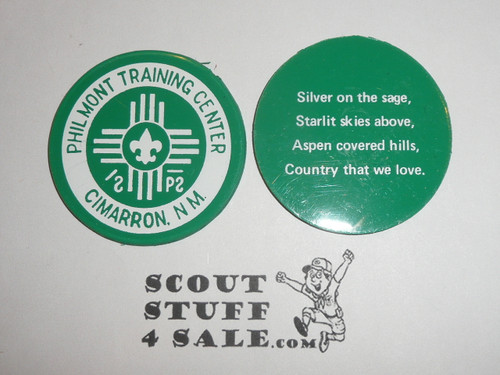 PHILMONT TRAINING CENTER
CIMARRON, N.M.
Silver on the sage,
Starlit skies above,
Aspen covered hills,
Country that we love.
SCOUT
STUFF
4 SALE.COM